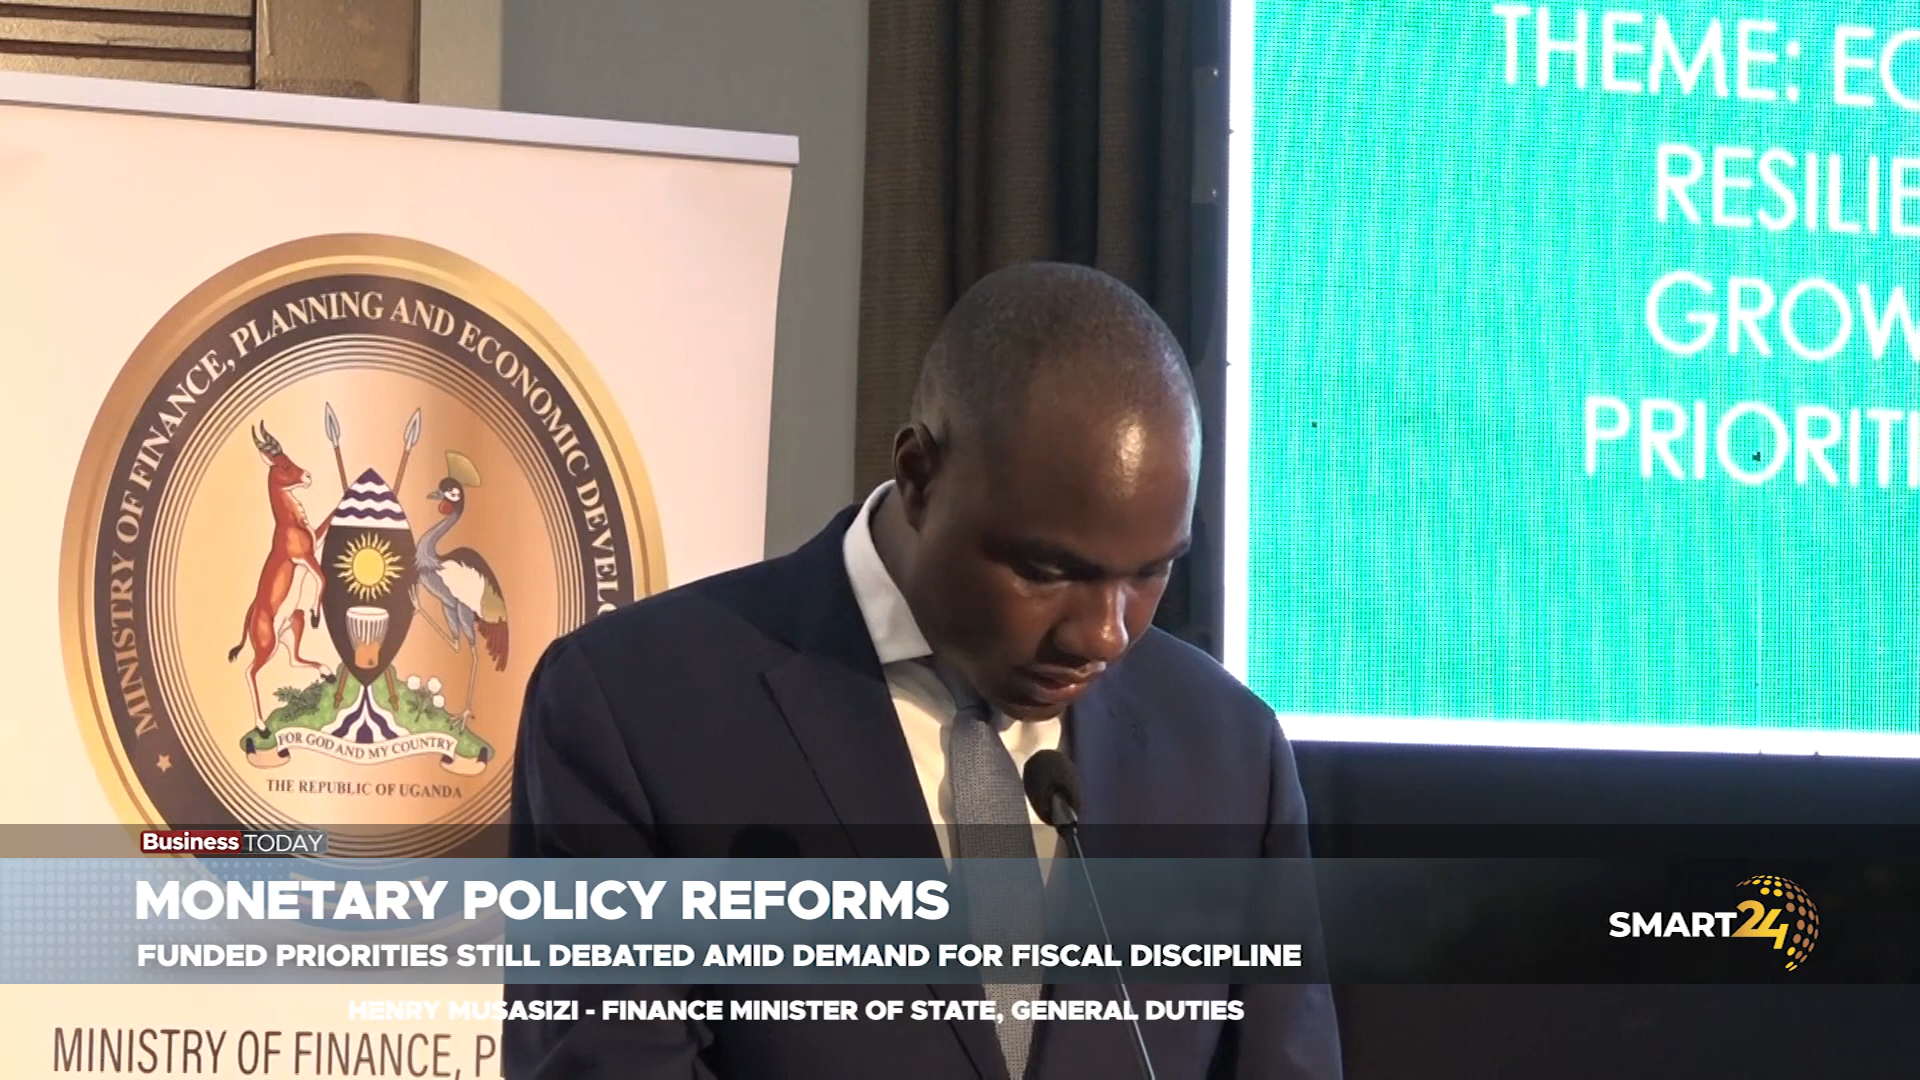 THEME: EC
RESILIE
GROW
PRIORITI
MINISTRY OF FINANCE, PLANNING AND ECONOMIC DEVELO
FOR GOD AND MY COUNTRY
THE REPUBLIC OF UGANDA
Business TODAY
MONETARY POLICY REFORMS
FUNDED PRIORITIES STILL DEBATED AMID DEMAND FOR FISCAL DISCIPLINE
SMART24
HENRY MUSASIZI - FINANCE MINISTER OF STATE, GENERAL DUTIES
MINISTRY OF FINANCE, P